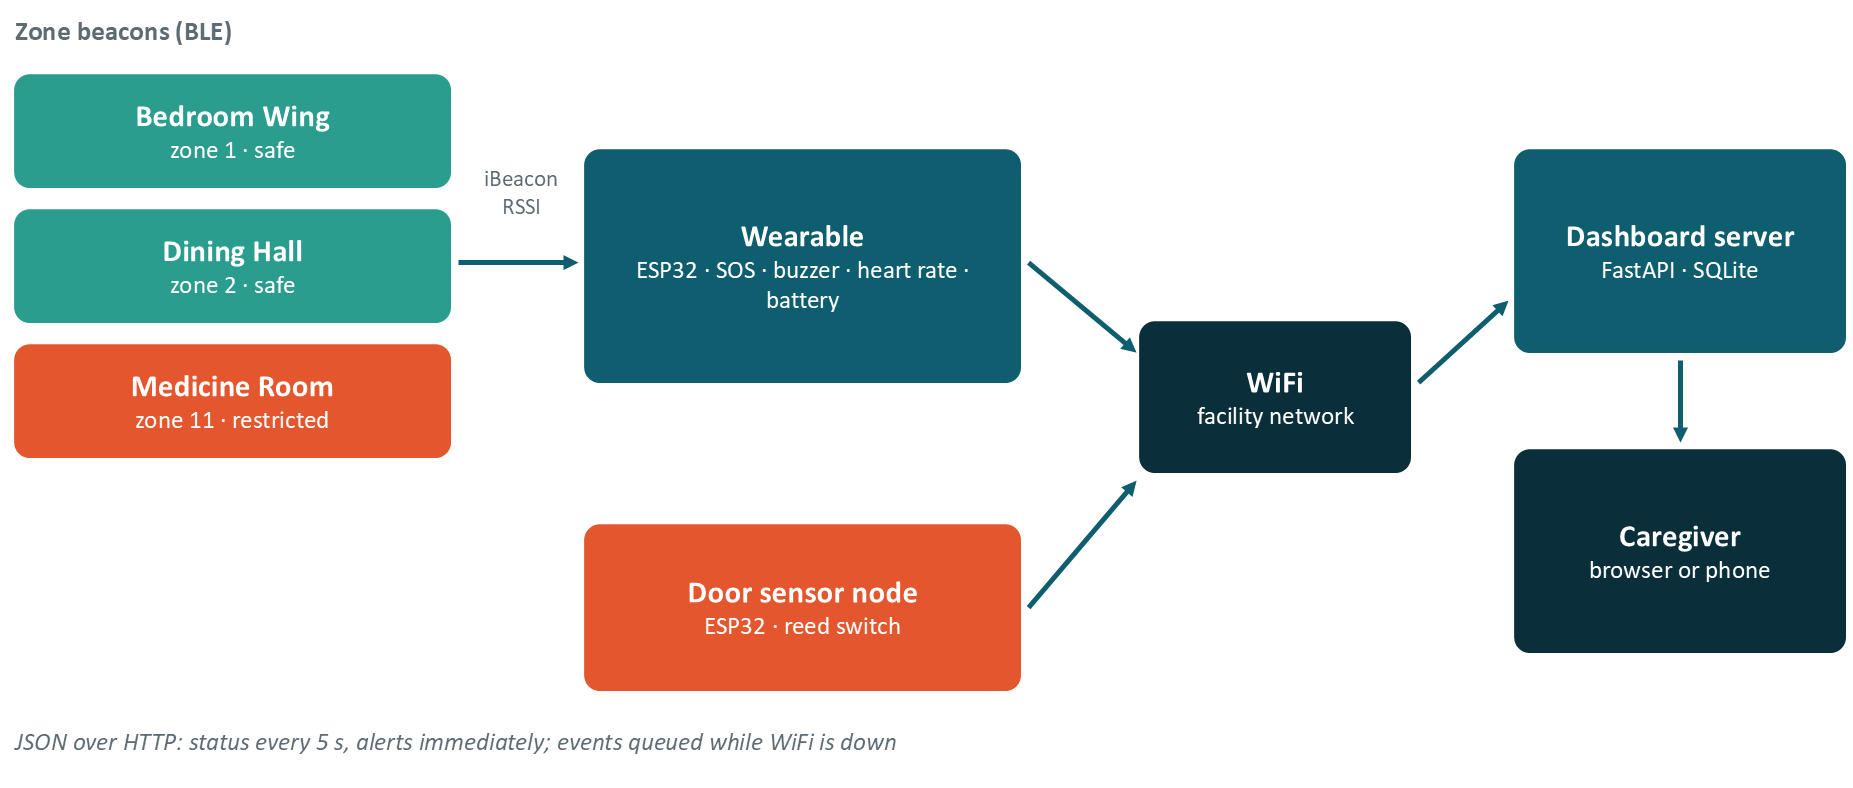 Zone beacons (BLE)
Bedroom Wing
zone 1 · safe
Dining Hall
zone 2 · safe
Medicine Room
zone 11 · restricted
iBeacon
RSSI
Wearable
ESP32 · SOS · buzzer · heart rate ·
battery
Door sensor node
ESP32 · reed switch
WiFi
facility network
Dashboard server
FastAPI · SQLite
Caregiver
browser or phone
JSON over HTTP: status every 5 s, alerts immediately; events queued while WiFi is down